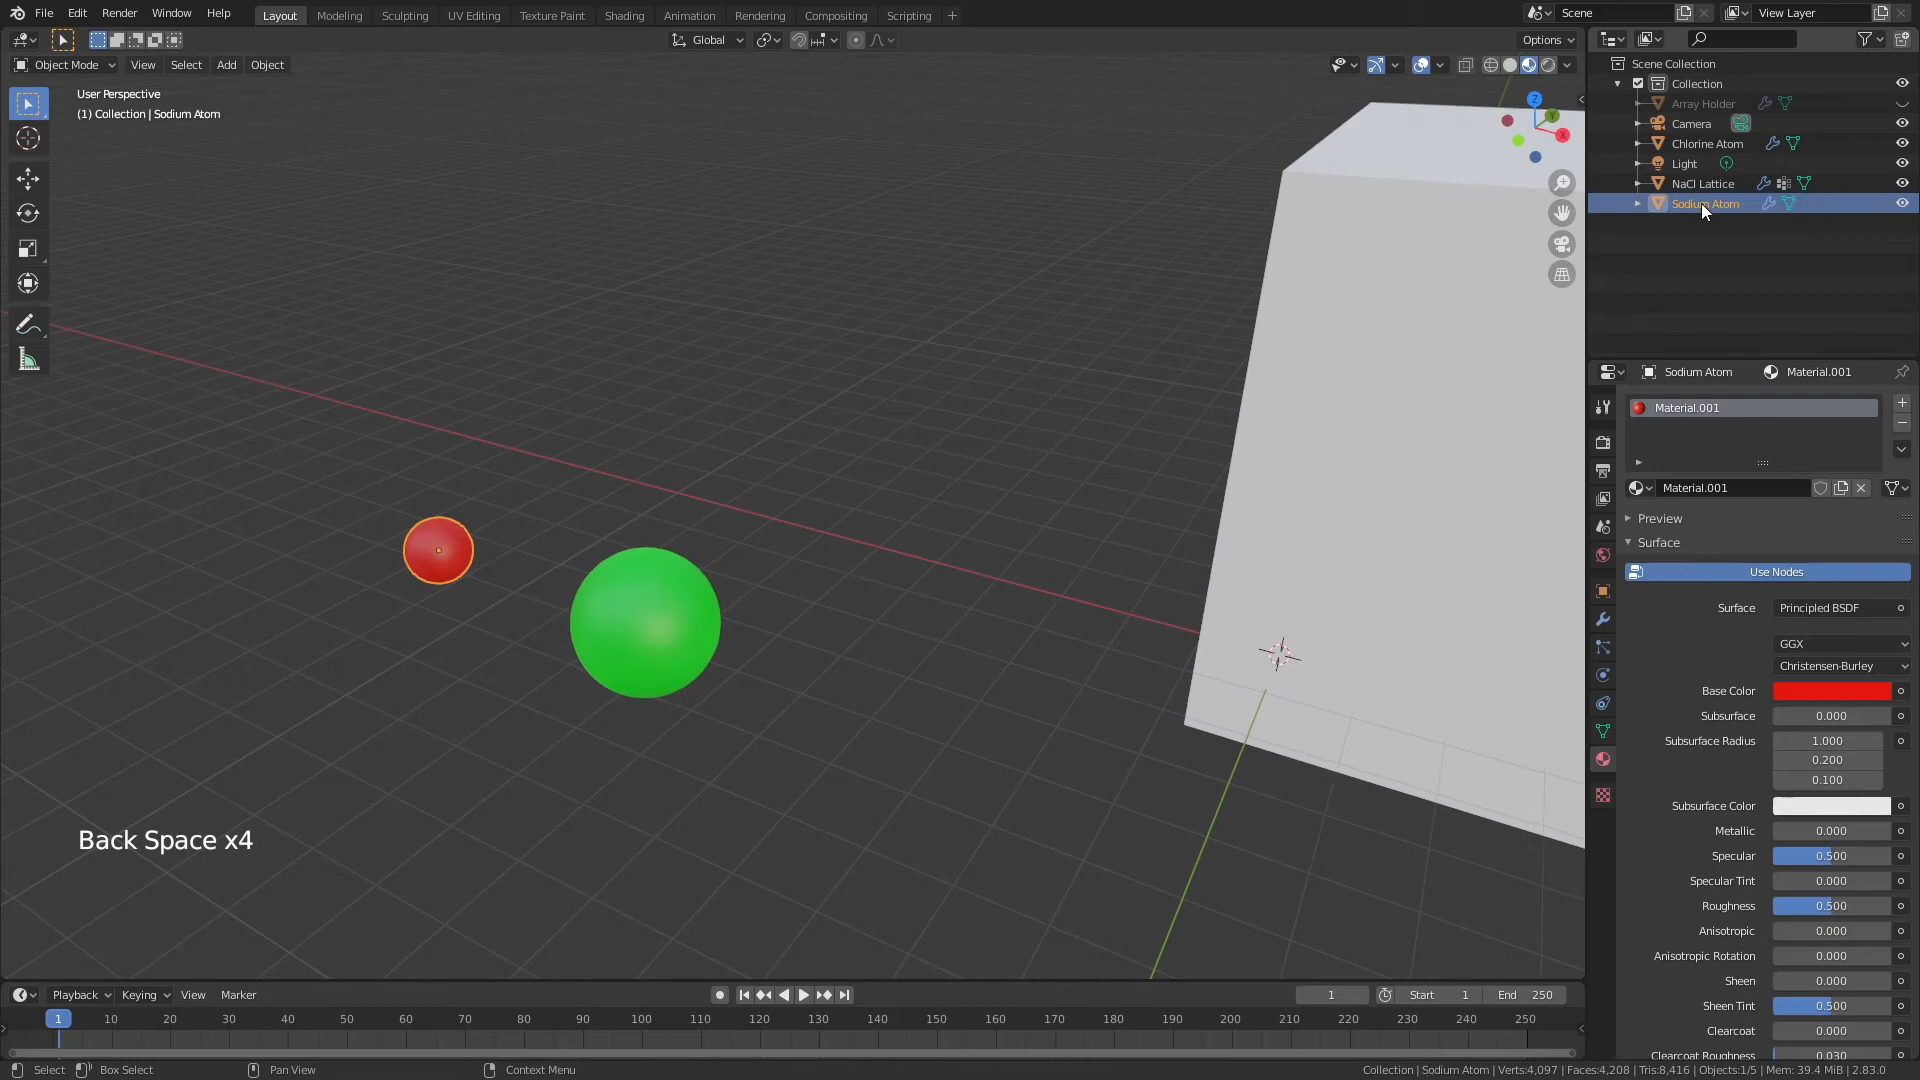 File Edit Render Window Help Layout Modeling Sculpting UV Editing Texture Paint Shading Animation Rendering Compositing Scripting + Scene View Layer
Global Options
Object Mode View Select Add Object
User Perspective
(1) Collection | Sodium Atom
Z
Y
X
Scene Collection
Collection
Array Holder
Camera
Chlorine Atom
Light
NaCl Lattice
Sodium Atom
Sodium Atom Material.001
Material.001
Material.001
Preview
Surface
Use Nodes
Surface Principled BSDF
GGX
Christensen-Burley
Base Color
Subsurface 0.000
Subsurface Radius 1.000
0.200
0.100
Subsurface Color
Metallic 0.000
Specular 0.500
Specular Tint 0.000
Roughness 0.500
Anisotropic 0.000
Anisotropic Rotation 0.000
Sheen 0.000
Sheen Tint 0.500
Clearcoat 0.000
Clearcoat Roughness 0.030
Back Space x4
Playback Keying View Marker 1 Start 1 End 250
1 10 20 30 40 50 60 70 80 90 100 110 120 130 140 150 160 170 180 190 200 210 220 230 240 250
Select Box Select Pan View Context Menu Collection | Sodium Atom | Verts:4,097 | Faces:4,208 | Tris:8,416 | Objects:1/5 | Mem: 39.4 MiB | 2.83.0